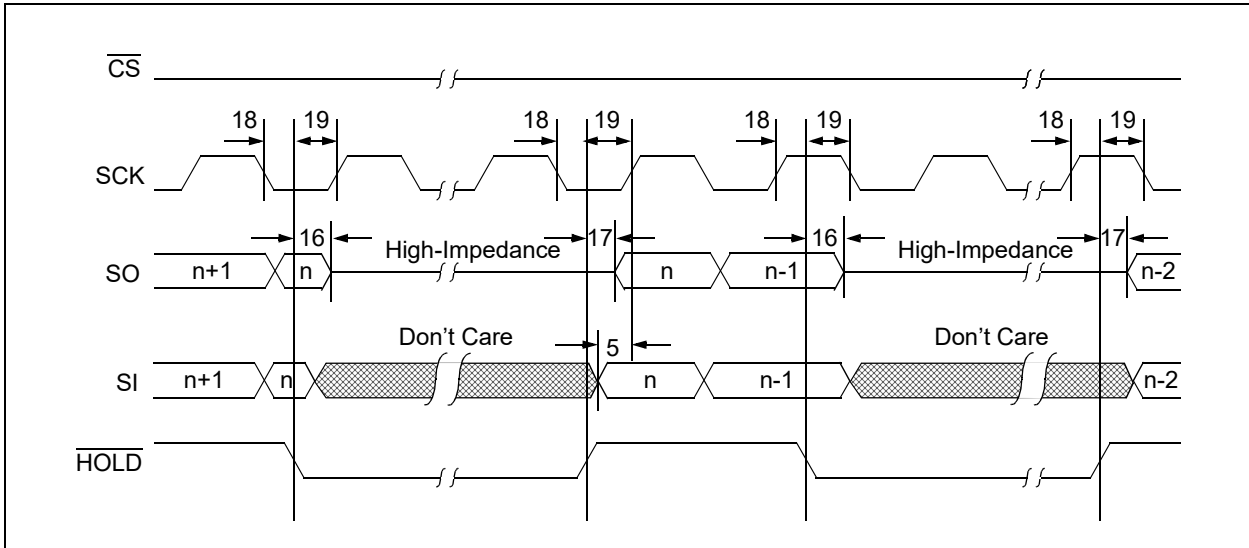 CS
18 19 18 19 18 19 18 19
SCK
16 High-Impedance 17 16 High-Impedance 17
SO n+1 n n n-1 n-2
Don't Care Don't Care
5
SI n+1 n n n-1 n-2
HOLD